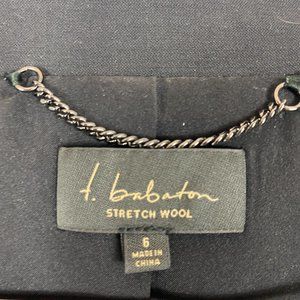 t. babaton
STRETCH WOOL
6
MADE IN
CHINA